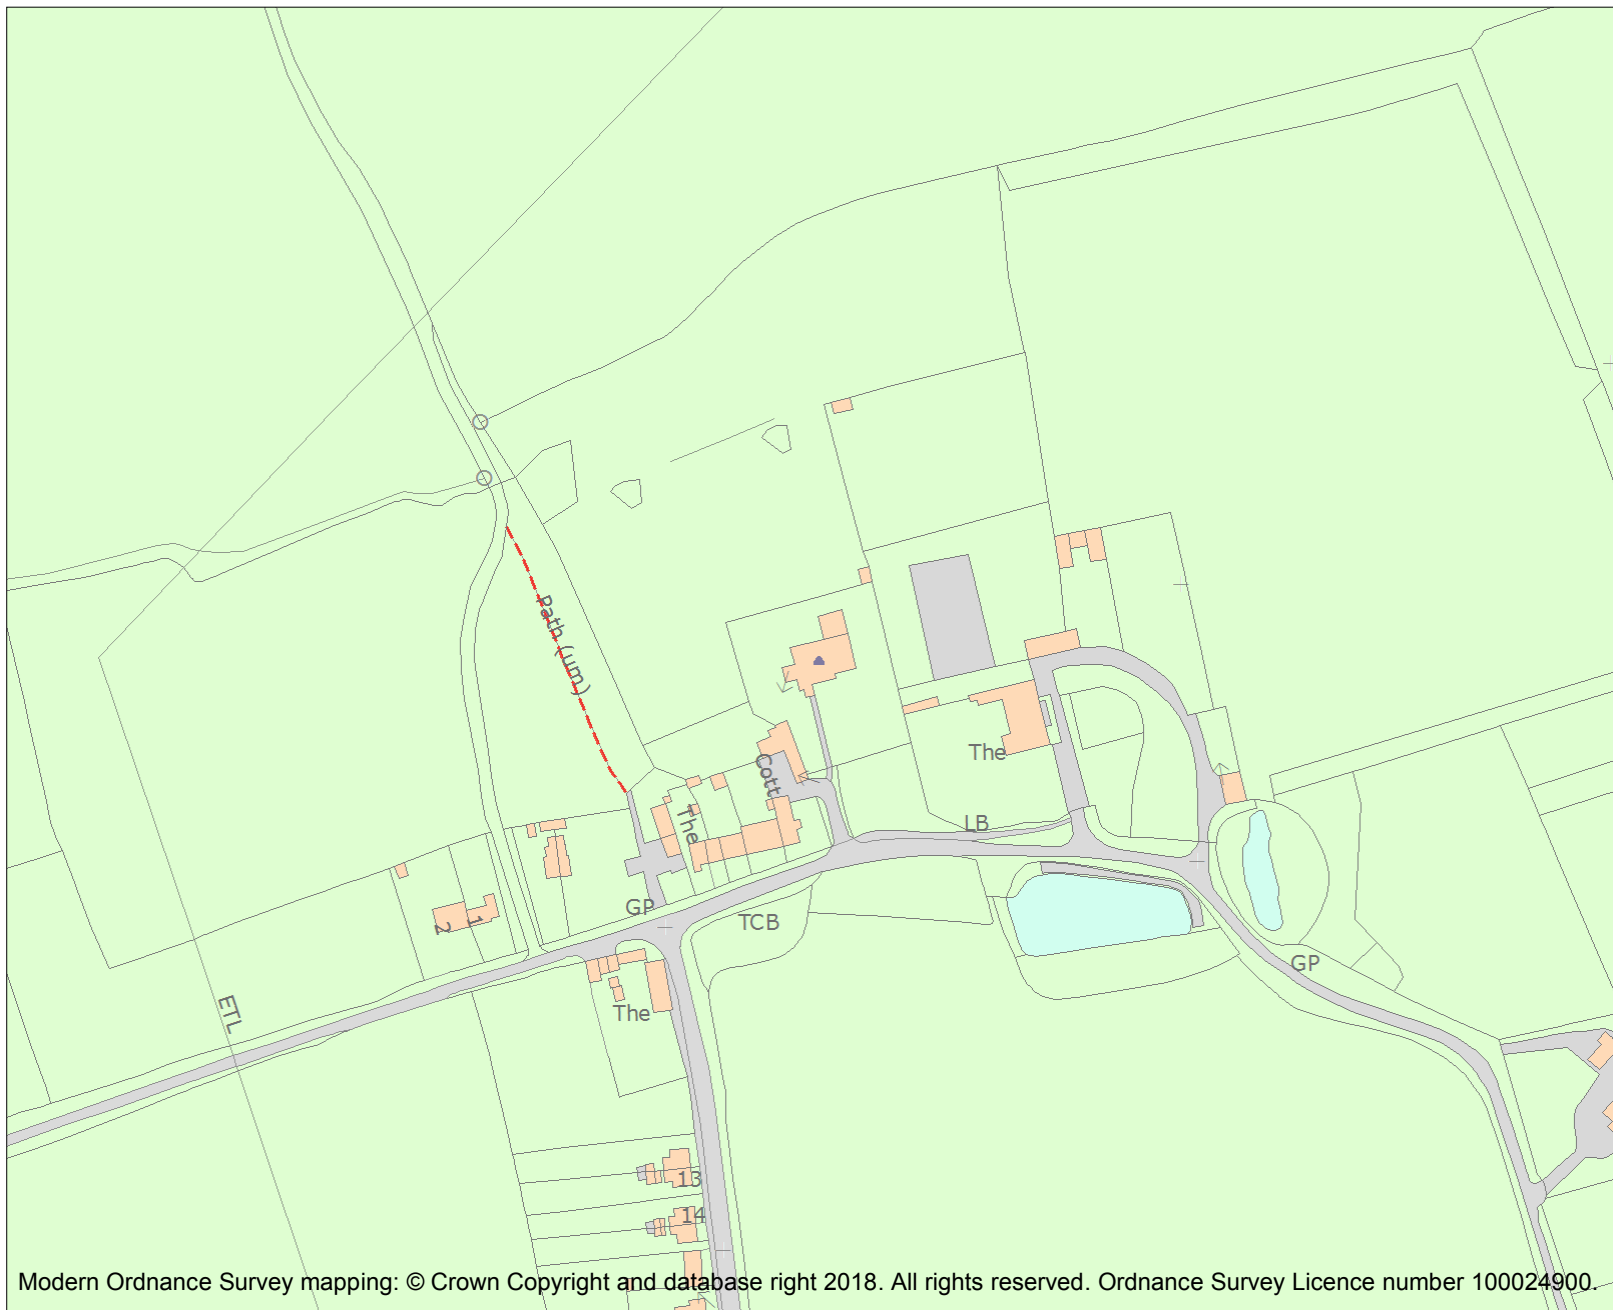 Path (um)
The
Cott
The
LB
GP
TCB
1
2
The
GP
ETL
13
14
Modern Ordnance Survey mapping: © Crown Copyright and database right 2018. All rights reserved. Ordnance Survey Licence number 100024900.